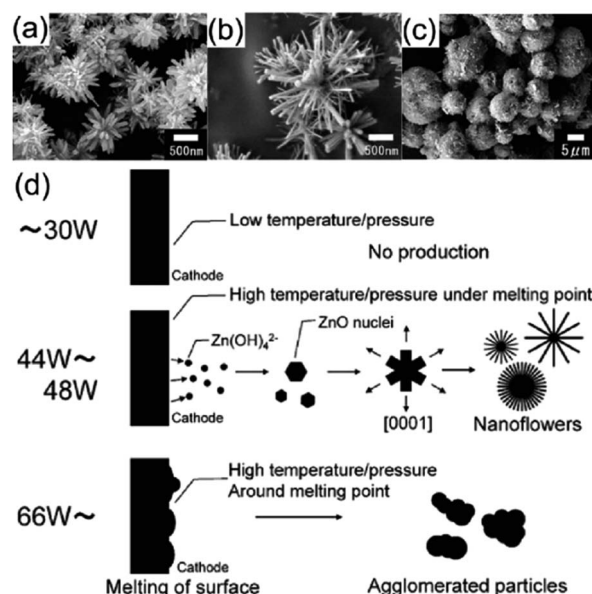 (a)
(b)
(c)
500nm
500nm
5μm
(d)
~30W
Low temperature/pressure
No production
Cathode
High temperature/pressure under melting point
44W~
48W
Zn(OH)₄²⁻
ZnO nuclei
[0001]
Nanoflowers
Cathode
66W~
High temperature/pressure
Around melting point
Cathode
Melting of surface
Agglomerated particles